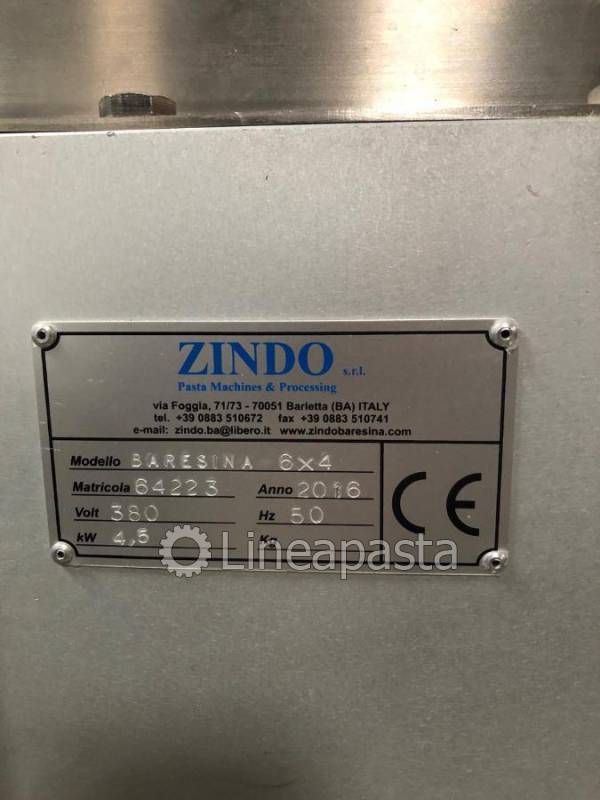 ZINDO s.r.l.
Pasta Machines & Processing
via Foggia, 71/73 - 70051 Barletta (BA) ITALY
tel. +39 0883 510672 fax +39 0883 510741
e-mail: zindo.ba@libero.it www.zindobaresina.com
Modello BARESINA 6x4
Matricola 64223 Anno 2016
Volt 380 Hz 50
kW 4,5 Kg
CE
Lineapasta